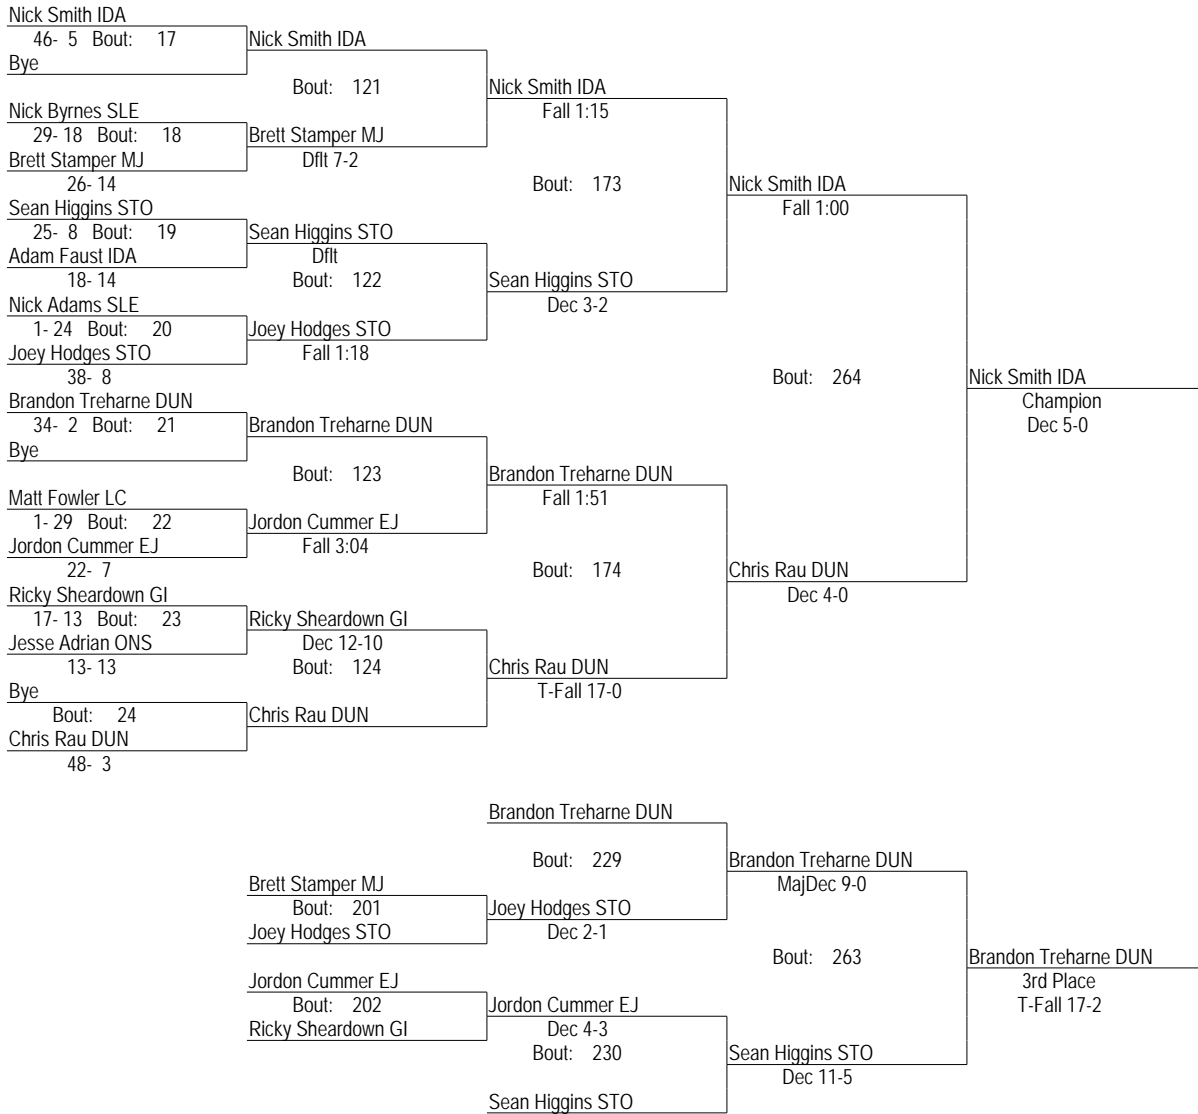 Nick Smith IDA
46- 5 Bout: 17
Nick Smith IDA
Bye
Bout: 121
Nick Smith IDA
Fall 1:15
Nick Byrnes SLE
29- 18 Bout: 18
Brett Stamper MJ
Brett Stamper MJ
Dflt 7-2
26- 14
Bout: 173
Nick Smith IDA
Fall 1:00
Sean Higgins STO
25- 8 Bout: 19
Sean Higgins STO
Adam Faust IDA
Dflt
18- 14
Bout: 122
Sean Higgins STO
Dec 3-2
Nick Adams SLE
1- 24 Bout: 20
Joey Hodges STO
Joey Hodges STO
Fall 1:18
38- 8
Bout: 264
Nick Smith IDA
Champion
Dec 5-0
Brandon Treharne DUN
34- 2 Bout: 21
Brandon Treharne DUN
Bye
Bout: 123
Brandon Treharne DUN
Fall 1:51
Matt Fowler LC
1- 29 Bout: 22
Jordon Cummer EJ
Jordon Cummer EJ
Fall 3:04
22- 7
Bout: 174
Chris Rau DUN
Dec 4-0
Ricky Sheardown GI
17- 13 Bout: 23
Ricky Sheardown GI
Jesse Adrian ONS
Dec 12-10
13- 13
Bout: 124
Chris Rau DUN
T-Fall 17-0
Bye
Bout: 24
Chris Rau DUN
Chris Rau DUN
48- 3
Brandon Treharne DUN
Bout: 229
Brandon Treharne DUN
MajDec 9-0
Brett Stamper MJ
Bout: 201
Joey Hodges STO
Joey Hodges STO
Dec 2-1
Bout: 263
Brandon Treharne DUN
3rd Place
T-Fall 17-2
Jordon Cummer EJ
Bout: 202
Jordon Cummer EJ
Ricky Sheardown GI
Dec 4-3
Bout: 230
Sean Higgins STO
Dec 11-5
Sean Higgins STO